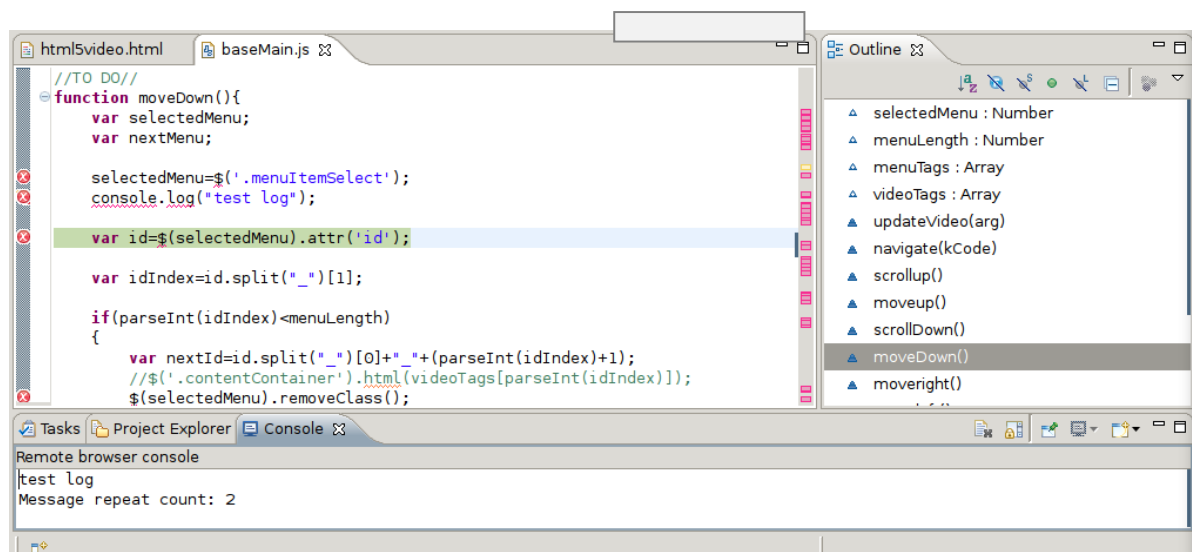 html5video.html
baseMain.js
//TO DO//
function moveDown(){
var selectedMenu;
var nextMenu;
selectedMenu=$('.menuItemSelect');
console.log("test log");
var id=$(selectedMenu).attr('id');
var idIndex=id.split("_")[1];
if(parseInt(idIndex)<menuLength)
{
var nextId=id.split("_")[0]+"_"+(parseInt(idIndex)+1);
//$('.contentContainer').html(videoTags[parseInt(idIndex)]);
$(selectedMenu).removeClass();
Outline
selectedMenu : Number
menuLength : Number
menuTags : Array
videoTags : Array
updateVideo(arg)
navigate(kCode)
scrollup()
moveup()
scrollDown()
moveDown()
moveright()
Tasks
Project Explorer
Console
Remote browser console
test log
Message repeat count: 2